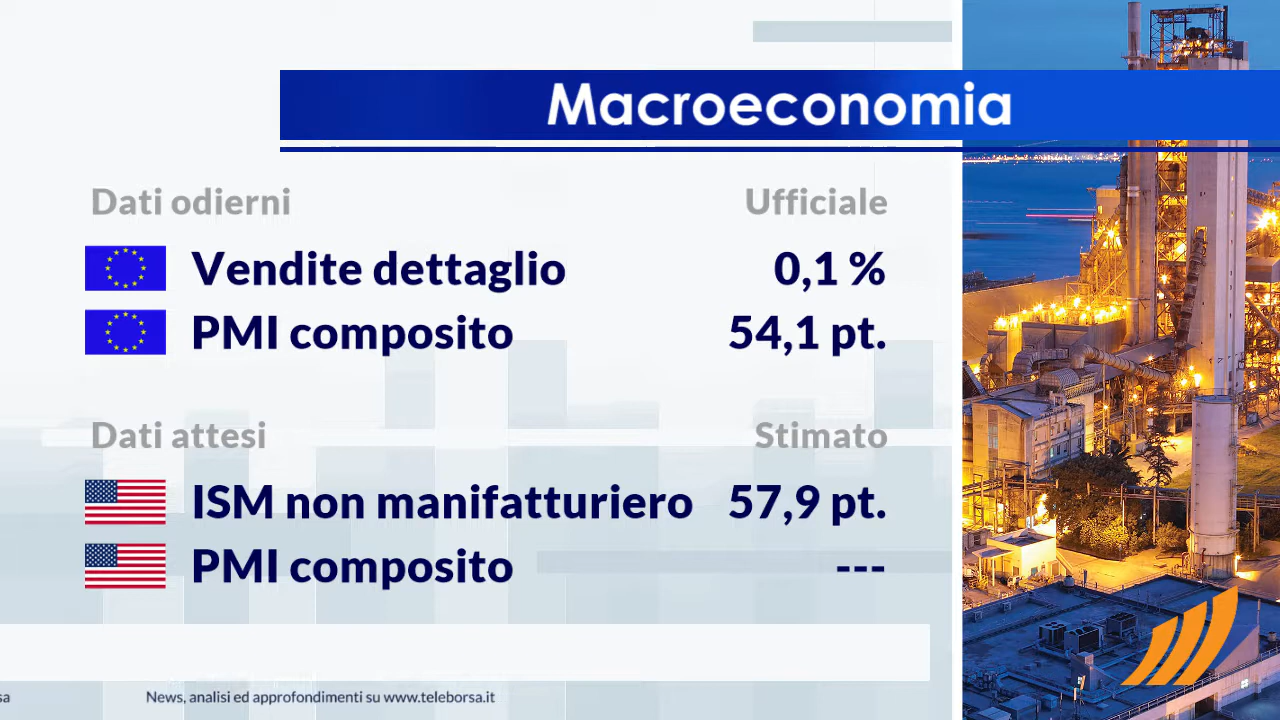 Macroeconomia
Dati odierni Ufficiale
Vendite dettaglio 0,1 %
PMI composito 54,1 pt.
Dati attesi Stimato
ISM non manifatturiero 57,9 pt.
PMI composito ---
sa News, analisi ed approfondimenti su www.teleborsa.it